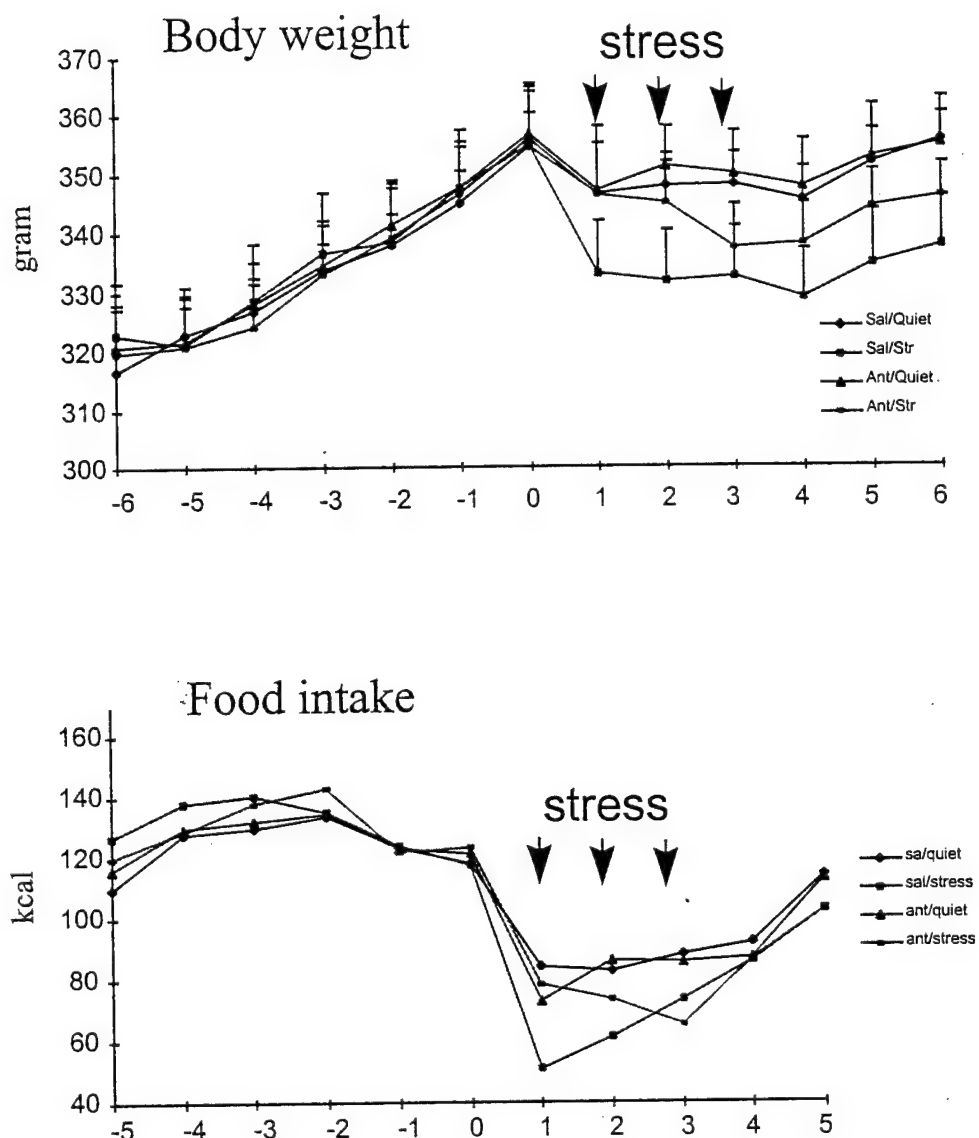 Body weight
stress
370
360
350
340
330
320
310
300
gram
Sal/Quiet
Sal/Str
Ant/Quiet
Ant/Str
-6 -5 -4 -3 -2 -1 0 1 2 3 4 5 6
Food intake
stress
160
140
120
100
80
60
40
kcal
sa/quiet
sal/stress
ant/quiet
ant/stress
-5 -4 -3 -2 -1 0 1 2 3 4 5